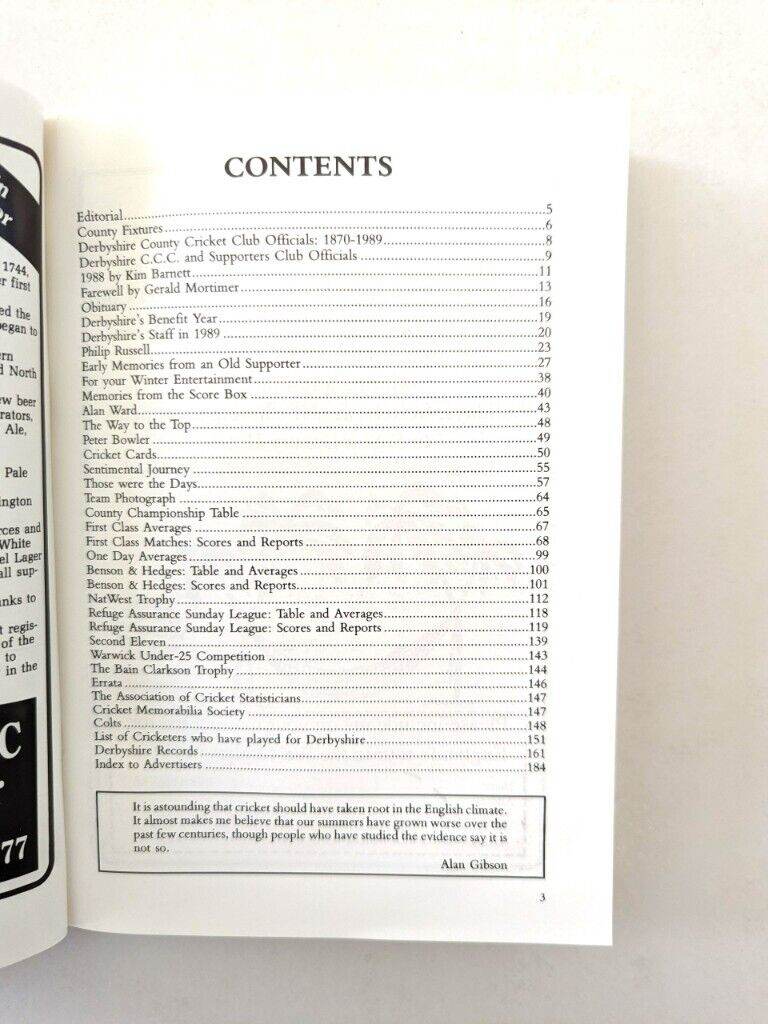 n
or
1744,
r first
ed the
egan to
ern
d North
ew beer
rators,
Ale,
Pale
ington
rces and
White
el Lager
all sup-
anks to
t regis-
of the
to
in the
C
77
CONTENTS
Editorial 5
County Fixtures 6
Derbyshire County Cricket Club Officials: 1870-1989 8
Derbyshire C.C.C. and Supporters Club Officials 9
1988 by Kim Barnett 11
Farewell by Gerald Mortimer 13
Obituary 16
Derbyshire's Benefit Year 19
Derbyshire's Staff in 1989 20
Philip Russell 23
Early Memories from an Old Supporter 27
For your Winter Entertainment 38
Memories from the Score Box 40
Alan Ward 43
The Way to the Top 48
Peter Bowler 49
Cricket Cards 50
Sentimental Journey 55
Those were the Days 57
Team Photograph 64
County Championship Table 65
First Class Averages 67
First Class Matches: Scores and Reports 68
One Day Averages 99
Benson & Hedges: Table and Averages 100
Benson & Hedges: Scores and Reports 101
NatWest Trophy 112
Refuge Assurance Sunday League: Table and Averages 118
Refuge Assurance Sunday League: Scores and Reports 119
Second Eleven 139
Warwick Under-25 Competition 143
The Bain Clarkson Trophy 144
Errata 146
The Association of Cricket Statisticians 147
Cricket Memorabilia Society 147
Colts 148
List of Cricketers who have played for Derbyshire 151
Derbyshire Records 161
Index to Advertisers 184
It is astounding that cricket should have taken root in the English climate.
It almost makes me believe that our summers have grown worse over the
past few centuries, though people who have studied the evidence say it is
not so.
Alan Gibson
3